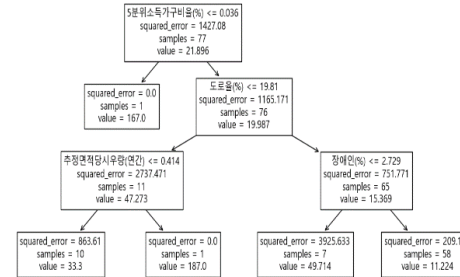 5분위소득가구비율(%) <= 0.036
squared_error = 1427.08
samples = 77
value = 21.896
squared_error = 0.0
samples = 1
value = 167.0
도로율(%) <= 19.81
squared_error = 1165.171
samples = 76
value = 19.987
추정면적당시우량(연간) <= 0.414
squared_error = 2737.471
samples = 11
value = 47.273
장애인(%) <= 2.729
squared_error = 751.771
samples = 65
value = 15.369
squared_error = 863.61
samples = 10
value = 33.3
squared_error = 0.0
samples = 1
value = 187.0
squared_error = 3925.633
samples = 7
value = 49.714
squared_error = 209.1
samples = 58
value = 11.224